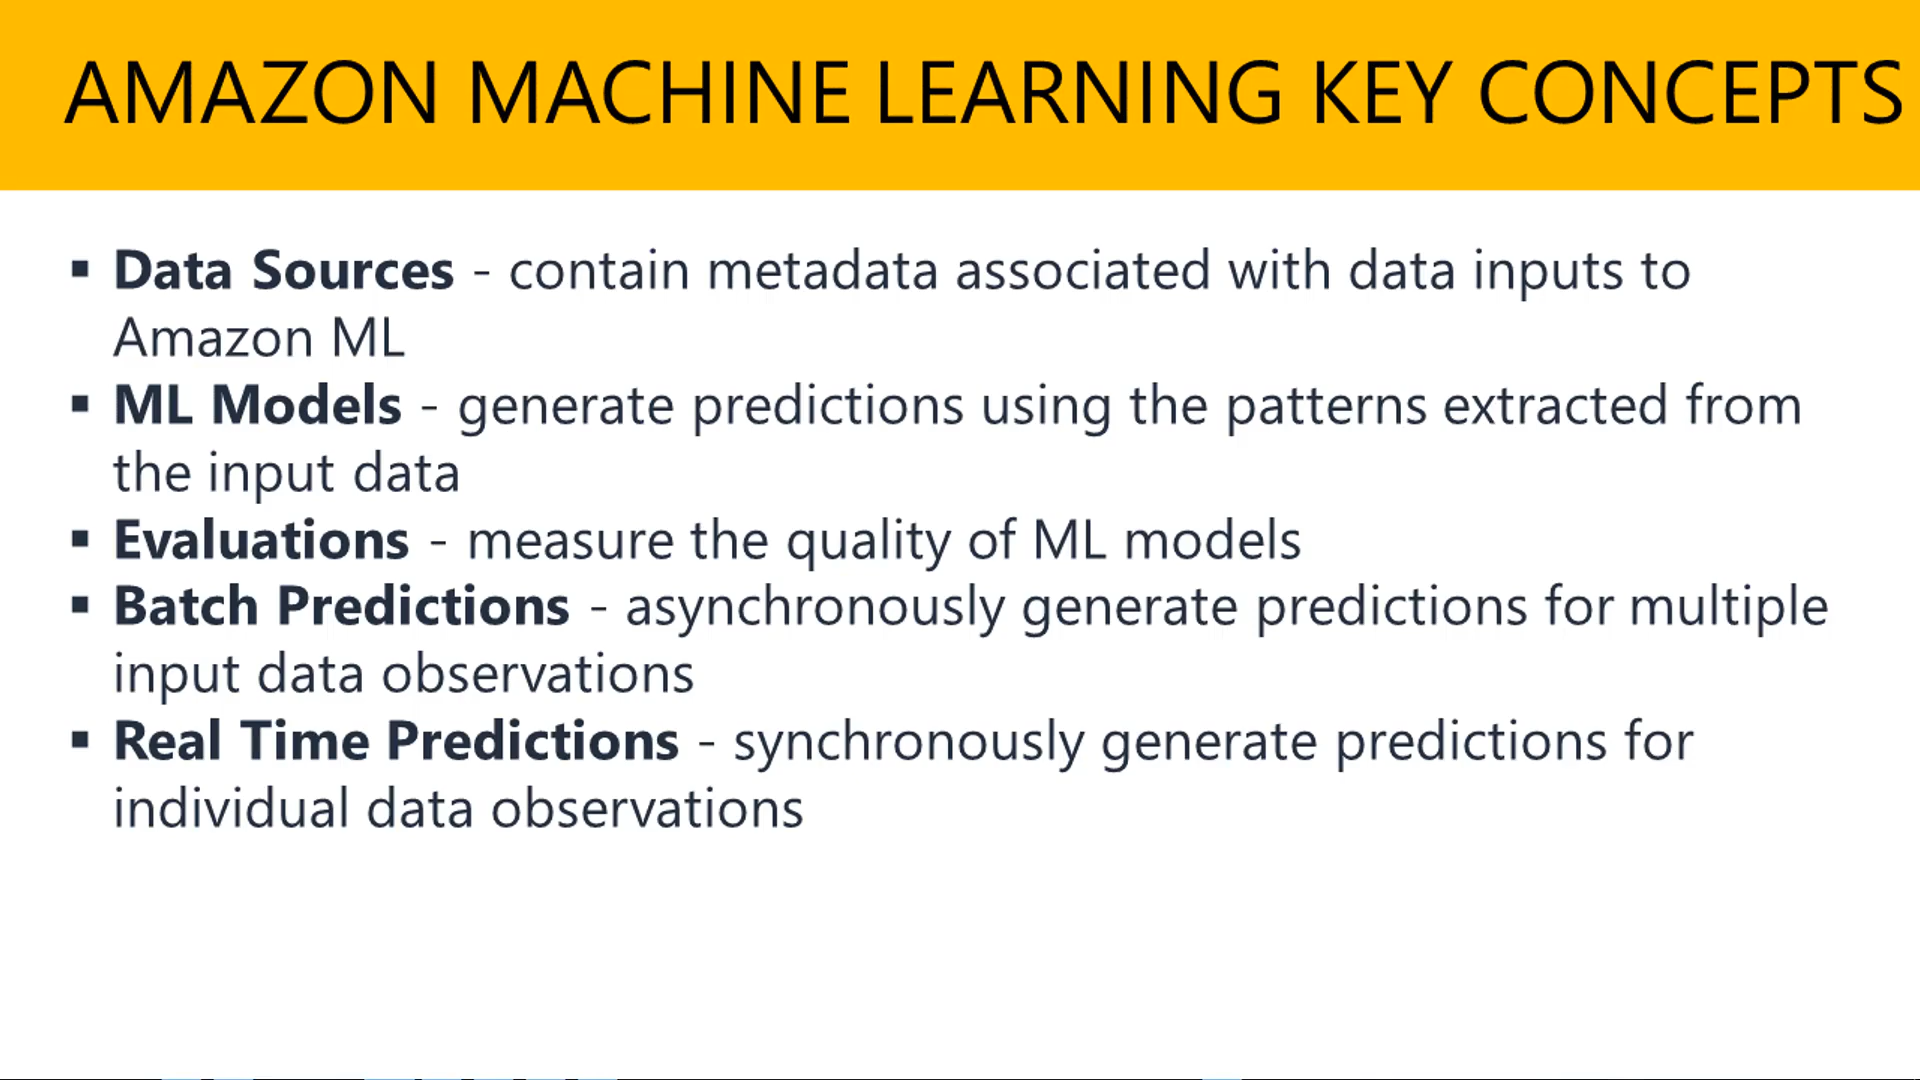 AMAZON MACHINE LEARNING KEY CONCEPTS
▪ Data Sources - contain metadata associated with data inputs to
Amazon ML
▪ ML Models - generate predictions using the patterns extracted from
the input data
▪ Evaluations - measure the quality of ML models
▪ Batch Predictions - asynchronously generate predictions for multiple
input data observations
▪ Real Time Predictions - synchronously generate predictions for
individual data observations